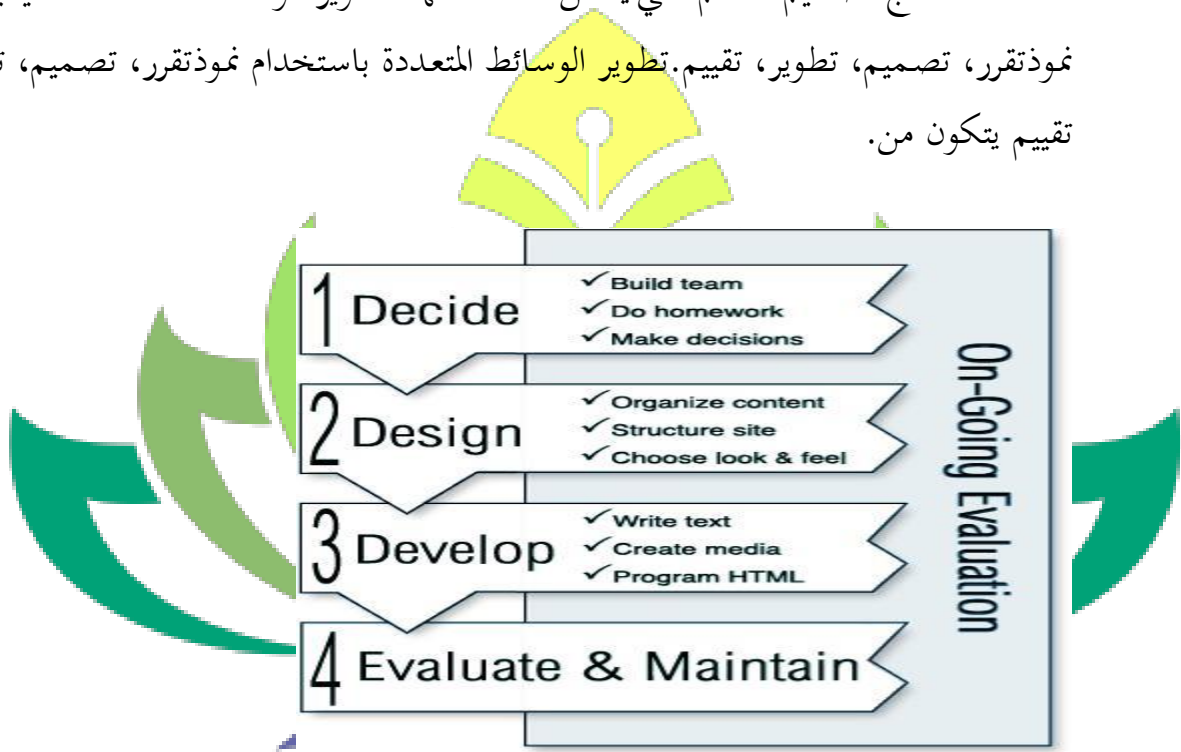 نموذتقرر، تصميم، تطوير، تقييم.تطوير الوسائط المتعددة باستخدام نموذتقرر، تصميم،
تقييم يتكون من.
1 Decide
✓ Build team
✓ Do homework
✓ Make decisions
2 Design
✓ Organize content
✓ Structure site
✓ Choose look & feel
3 Develop
✓ Write text
✓ Create media
✓ Program HTML
4 Evaluate & Maintain
On-Going Evaluation